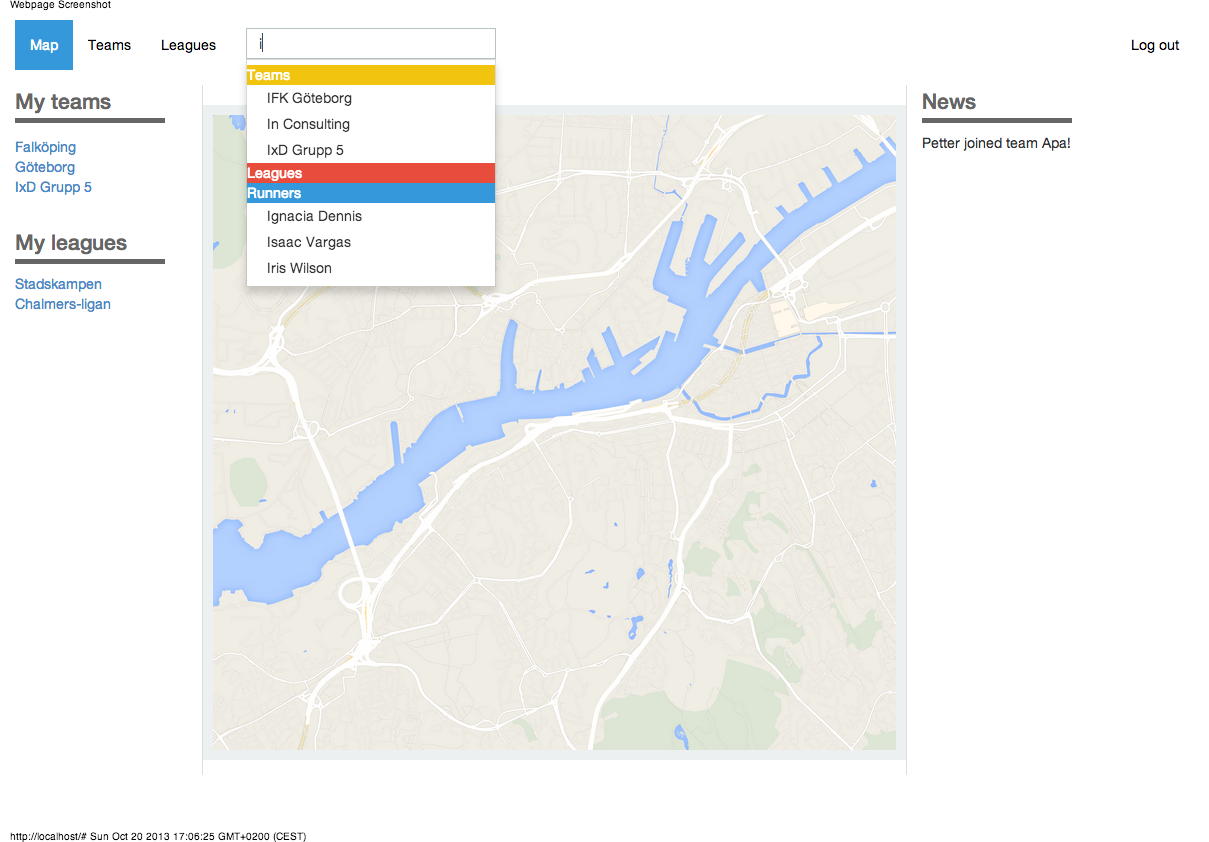 Webpage Screenshot
Map Teams Leagues i Log out
Teams
IFK Göteborg
In Consulting
IxD Grupp 5
Leagues
Runners
Ignacia Dennis
Isaac Vargas
Iris Wilson
My teams
Falköping
Göteborg
IxD Grupp 5
My leagues
Stadskampen
Chalmers-ligan
News
Petter joined team Apa!
http://localhost/# Sun Oct 20 2013 17:06:25 GMT+0200 (CEST)